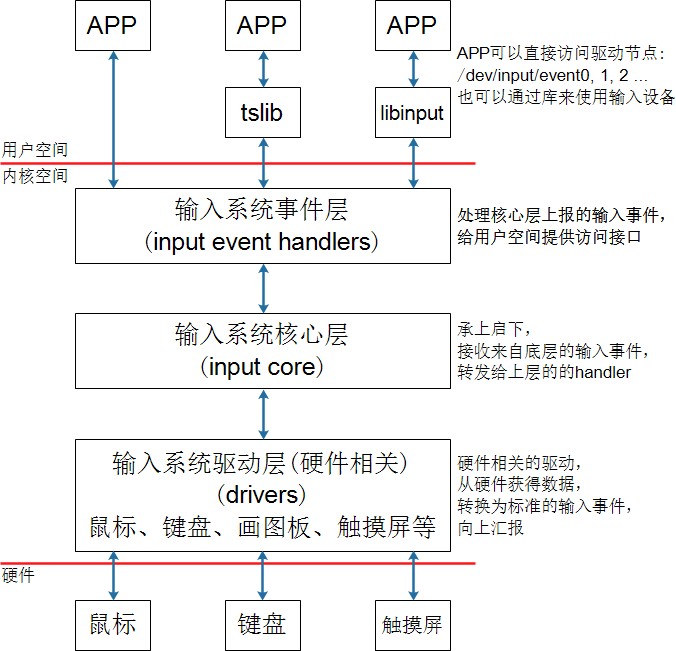 APP
APP
APP
APP可以直接访问驱动节点:
/dev/input/event0, 1, 2 ...
也可以通过库来使用输入设备
tslib
libinput
用户空间
内核空间
输入系统事件层
(input event handlers)
处理核心层上报的输入事件,
给用户空间提供访问接口
输入系统核心层
(input core)
承上启下,
接收来自底层的输入事件,
转发给上层的的handler
输入系统驱动层(硬件相关)
(drivers)
鼠标、键盘、画图板、触摸屏等
硬件相关的驱动,
从硬件获得数据,
转换为标准的输入事件,
向上汇报
硬件
鼠标
键盘
触摸屏